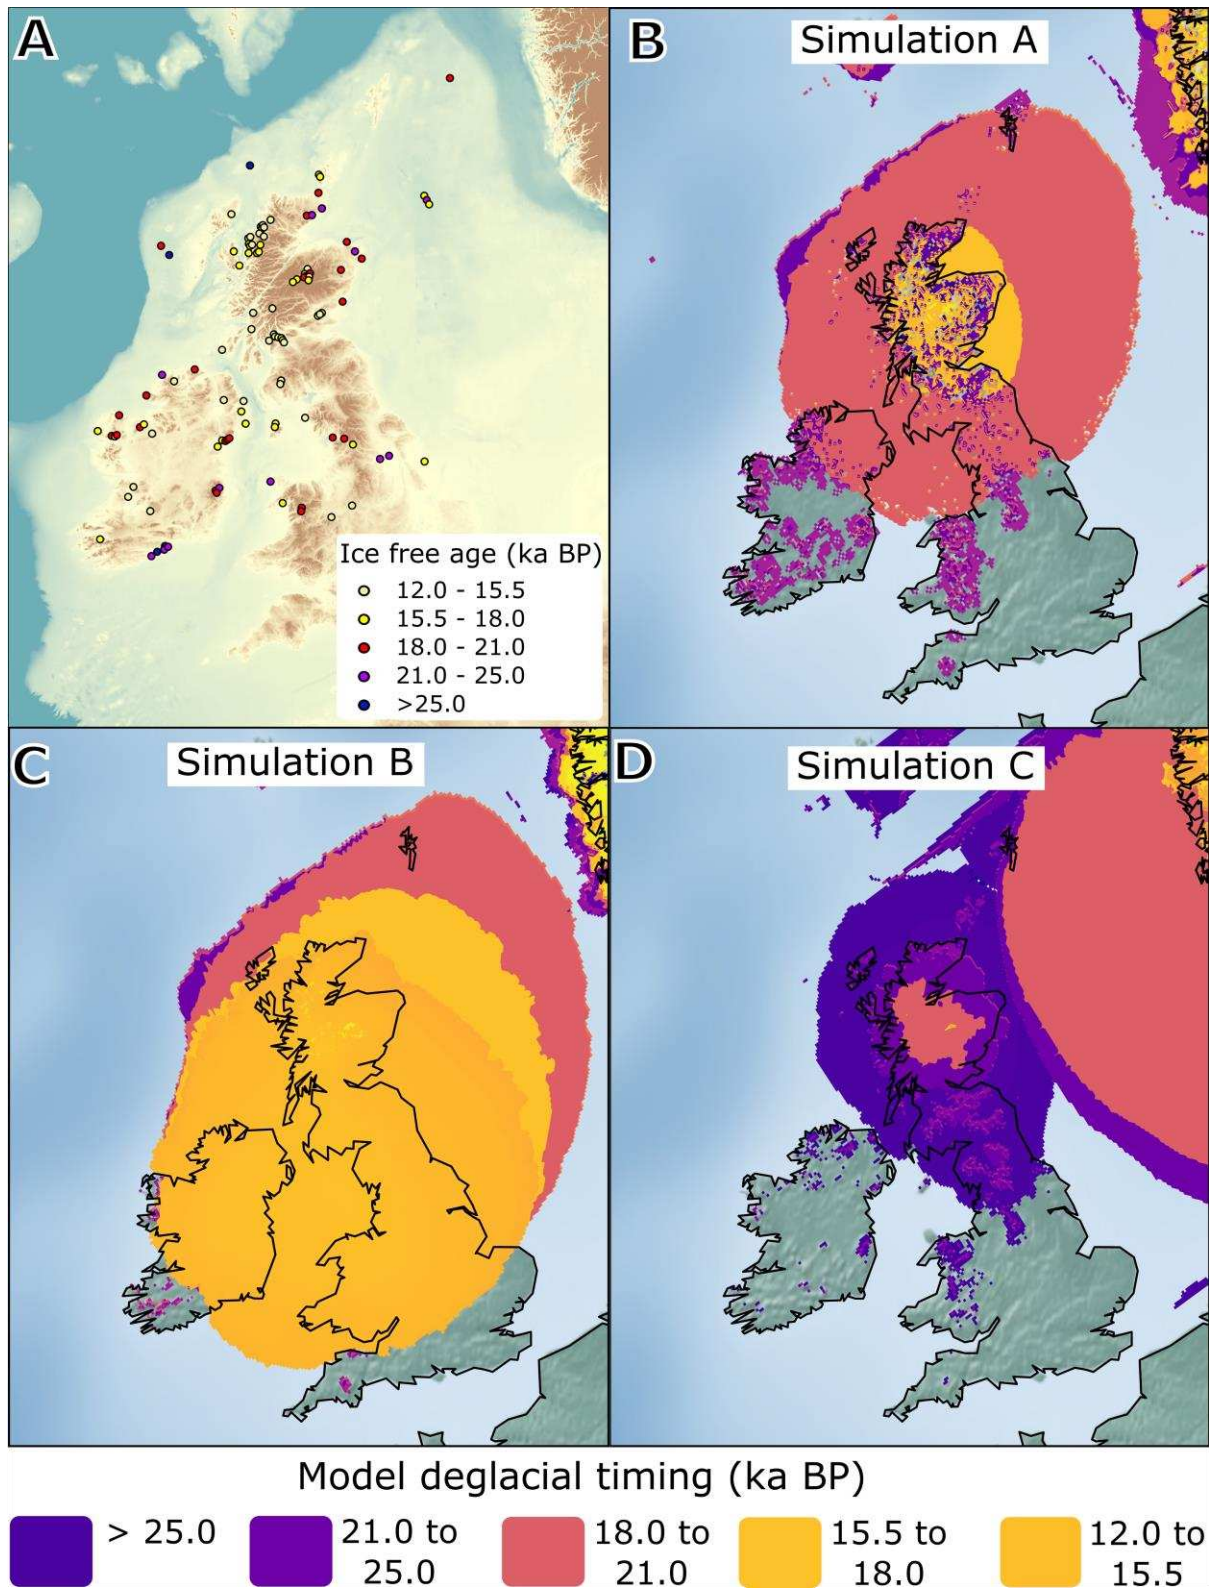 A
Ice free age (ka BP)
12.0 - 15.5
15.5 - 18.0
18.0 - 21.0
21.0 - 25.0
>25.0
B
Simulation A
C
Simulation B
D
Simulation C
Model deglacial timing (ka BP)
> 25.0
21.0 to
25.0
18.0 to
21.0
15.5 to
18.0
12.0 to
15.5